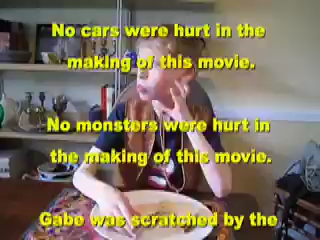 No cars were hurt in the
making of this movie.
No monsters were hurt in
the making of this movie.
Gabe was scratched by the